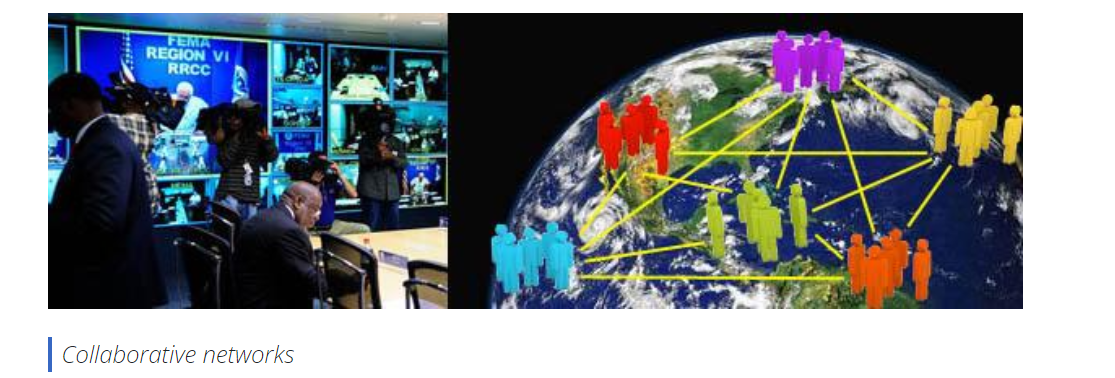 FEMA
REGION VI
RRCC
Collaborative networks